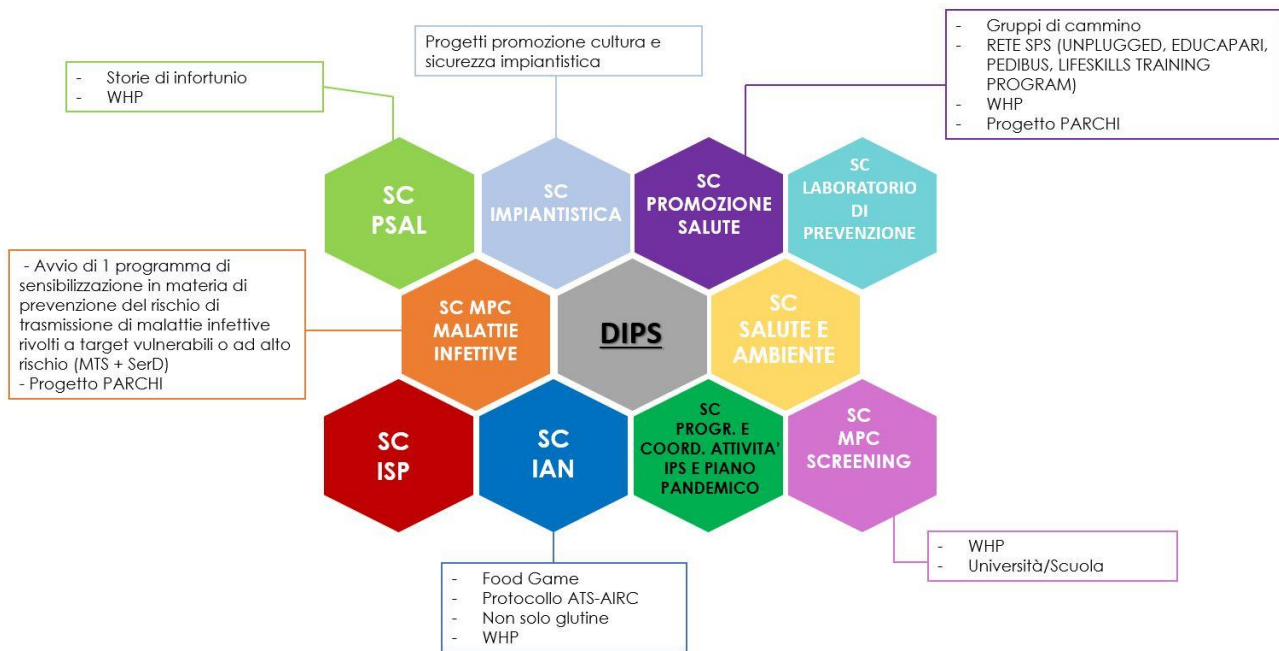 - Gruppi di cammino
- RETE SPS (UNPLUGGED, EDUCAPARI,
PEDIBUS, LIFESKILLS TRAINING
PROGRAM)
- WHP
- Progetto PARCHI
Progetti promozione cultura e
sicurezza impiantistica
- Storie di infortunio
- WHP
SC
PSAL
SC
IMPIANTISTICA
SC
PROMOZIONE
SALUTE
SC
LABORATORIO
DI
PREVENZIONE
- Avvio di 1 programma di
sensibilizzazione in materia di
prevenzione del rischio di
trasmissione di malattie infettive
rivolti a target vulnerabili o ad alto
rischio (MTS + SerD)
- Progetto PARCHI
SC MPC
MALATTIE
INFETTIVE
DIPS
SC
SALUTE E
AMBIENTE
SC
ISP
SC
IAN
SC
PROGR. E
COORD. ATTIVITA'
IPS E PIANO
PANDEMICO
SC
MPC
SCREENING
- WHP
- Università/Scuola
- Food Game
- Protocollo ATS-AIRC
- Non solo glutine
- WHP